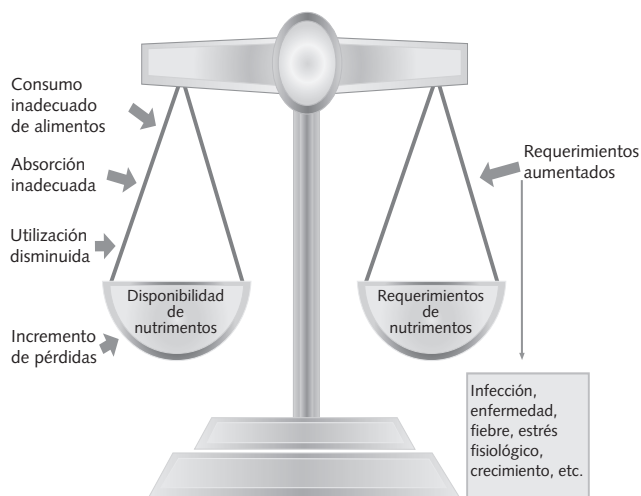 Consumo
inadecuado
de alimentos
Absorción
inadecuada
Utilización
disminuida
Incremento
de pérdidas
Disponibilidad
de
nutrimentos
Requerimientos
de
nutrimentos
Requerimientos
aumentados
Infección,
enfermedad,
fiebre, estrés
fisiológico,
crecimiento, etc.